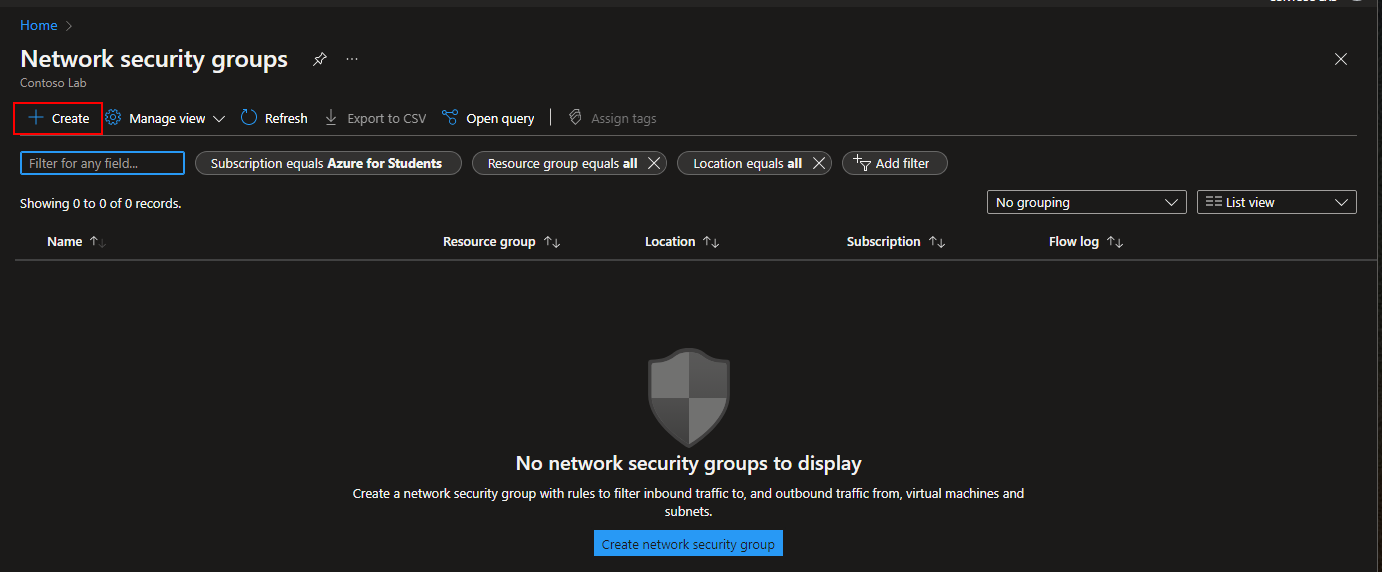 Home
Network security groups
Contoso Lab
Create Manage view Refresh Export to CSV Open query Assign tags
Filter for any field... Subscription equals Azure for Students Resource group equals all Location equals all Add filter
Showing 0 to 0 of 0 records. No grouping List view
Name Resource group Location Subscription Flow log
No network security groups to display
Create a network security group with rules to filter inbound traffic to, and outbound traffic from, virtual machines and
subnets.
Create network security group